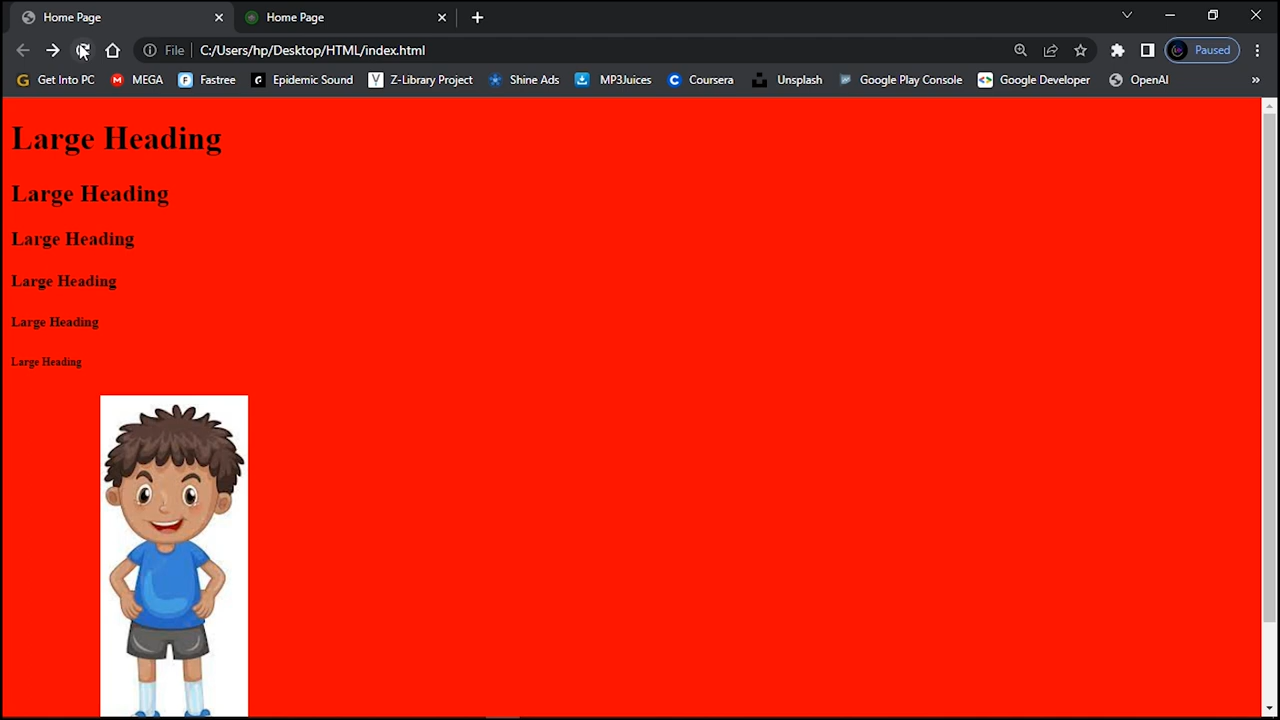 Home Page
Home Page
File C:/Users/hp/Desktop/HTML/index.html
Paused
Get Into PC MEGA Fastree Epidemic Sound Z-Library Project Shine Ads MP3Juices Coursera Unsplash Google Play Console Google Developer OpenAI »
Large Heading
Large Heading
Large Heading
Large Heading
Large Heading
Large Heading